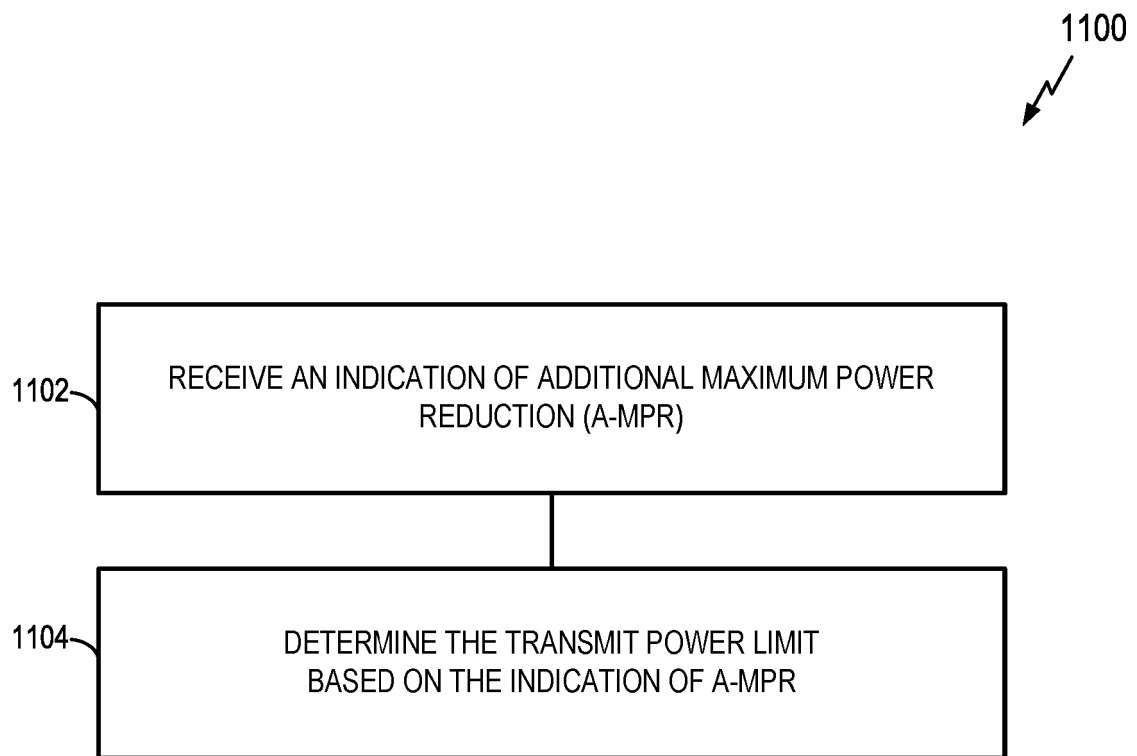 1100
1102
RECEIVE AN INDICATION OF ADDITIONAL MAXIMUM POWER
REDUCTION (A-MPR)
1104
DETERMINE THE TRANSMIT POWER LIMIT
BASED ON THE INDICATION OF A-MPR